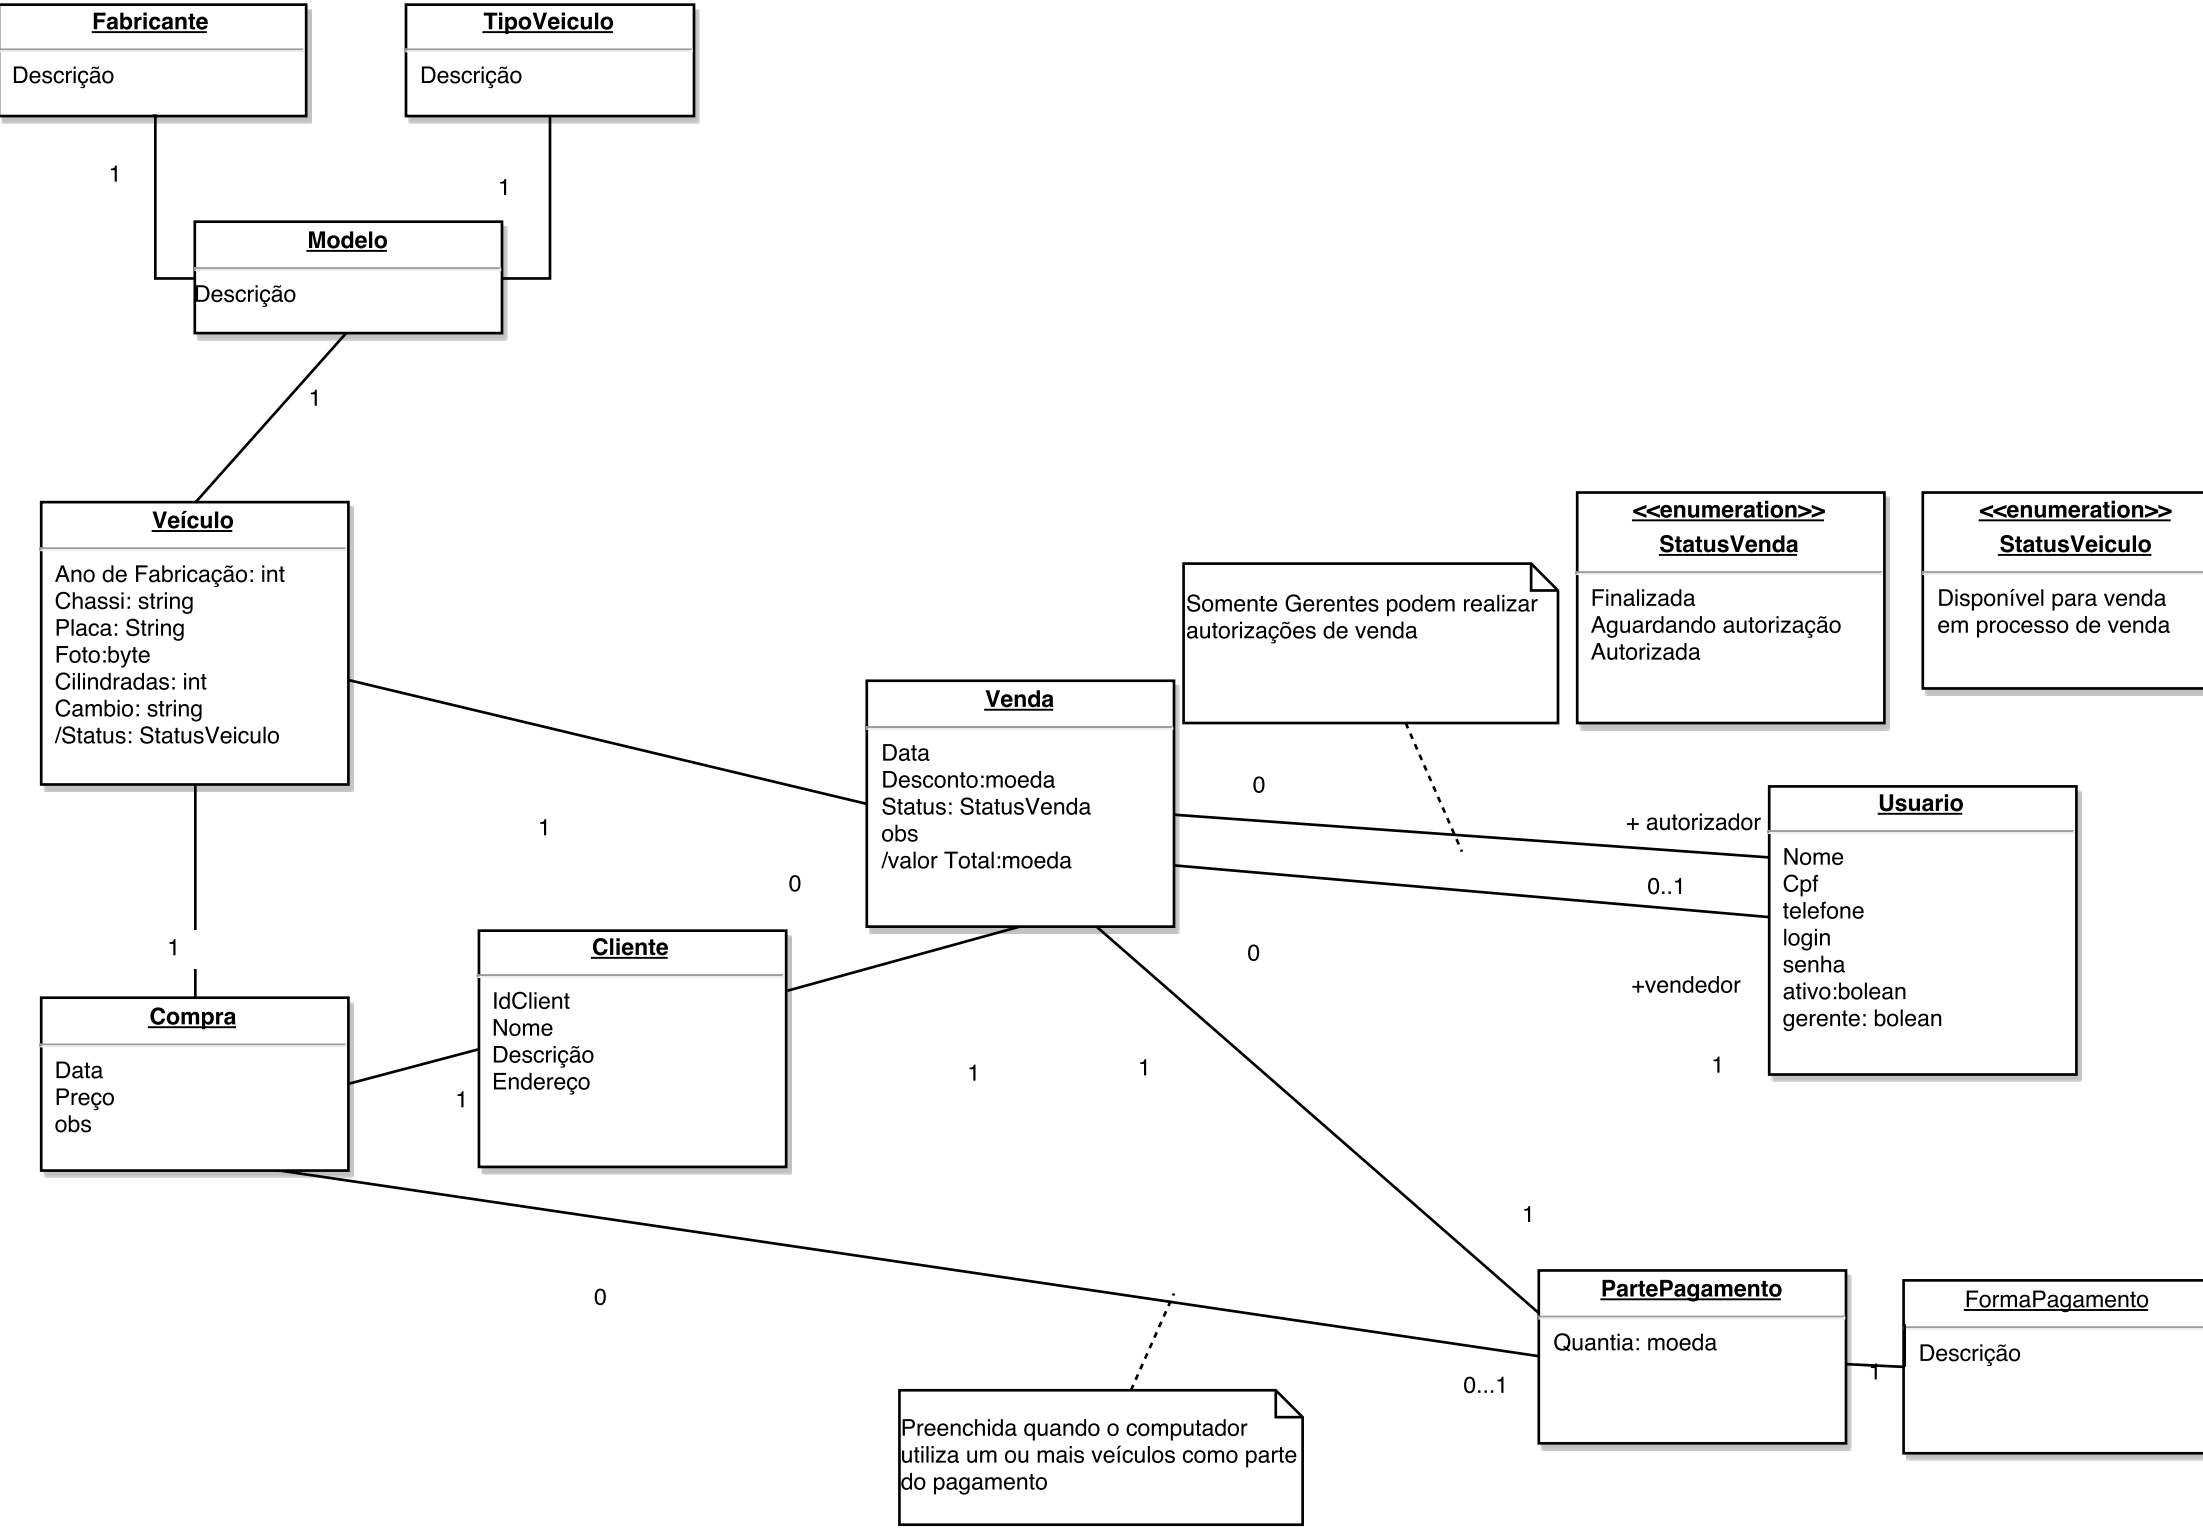 Fabricante
Descrição
TipoVeiculo
Descrição
1
1
Modelo
Descrição
1
Veículo
Ano de Fabricação: int
Chassi: string
Placa: String
Foto:byte
Cilindradas: int
Cambio: string
/Status: StatusVeiculo
<<enumeration>>
StatusVenda
Finalizada
Aguardando autorização
Autorizada
<<enumeration>>
StatusVeiculo
Disponível para venda
em processo de venda
Somente Gerentes podem realizar
autorizações de venda
Venda
Data
Desconto:moeda
Status: StatusVenda
obs
/valor Total:moeda
0
+ autorizador
0..1
Usuario
Nome
Cpf
telefone
login
senha
ativo:bolean
gerente: bolean
1
0
0
+vendedor
1
1
Cliente
IdClient
Nome
Descrição
Endereço
Compra
Data
Preço
obs
1
1
1
1
0
0...1
PartePagamento
Quantia: moeda
1
FormaPagamento
Descrição
Preenchida quando o computador
utiliza um ou mais veículos como parte
do pagamento